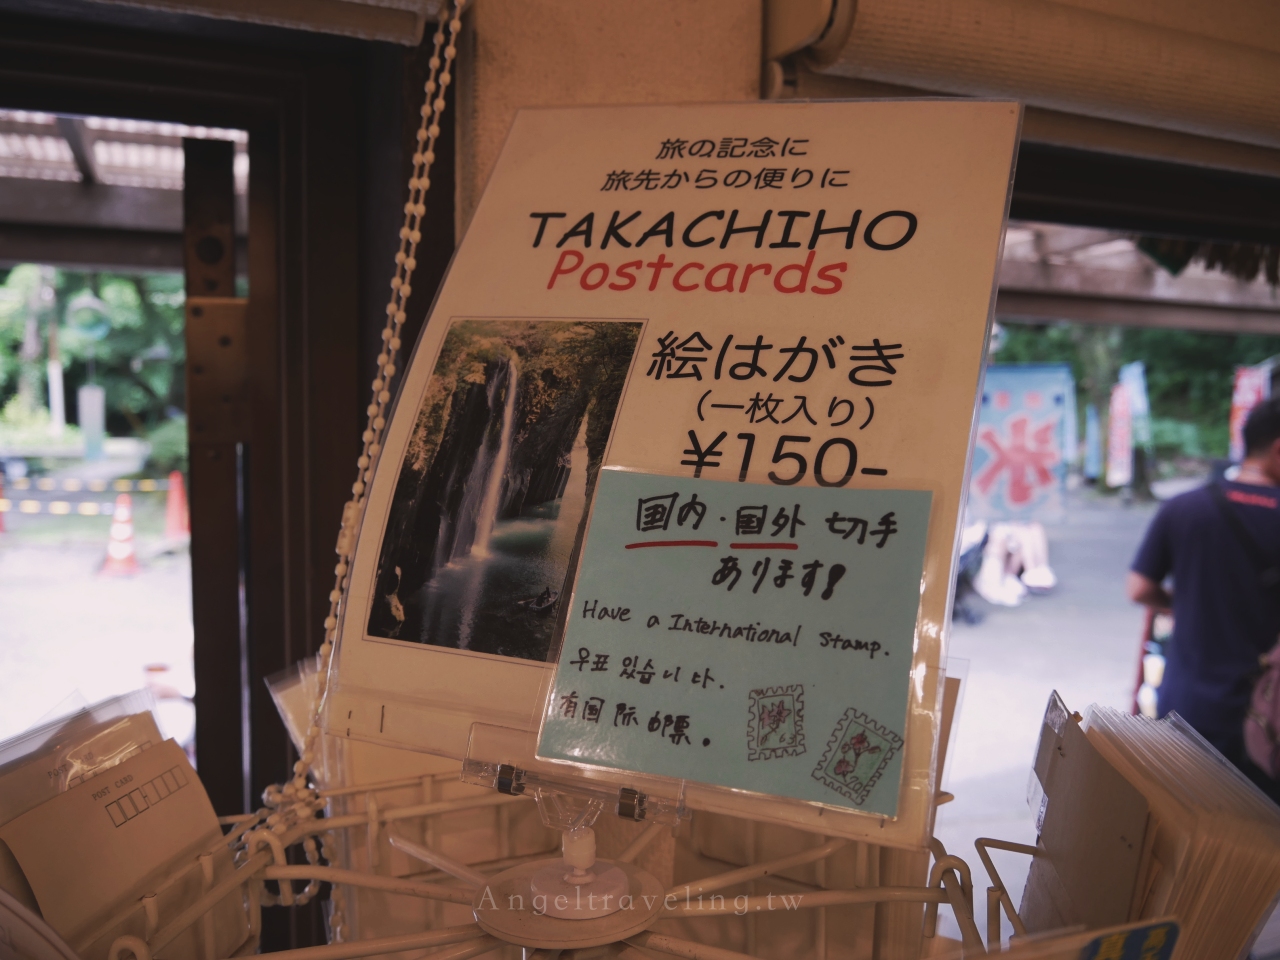 旅の記念に
旅先からの便りに
TAKACHIHO
Postcards
絵はがき
(一枚入り)
¥150-
国内・国外 切手
あります!
Have a International Stamp.
우표 있습니다.
有国际邮票。
POST CARD
氷
Angeltraveling.tw